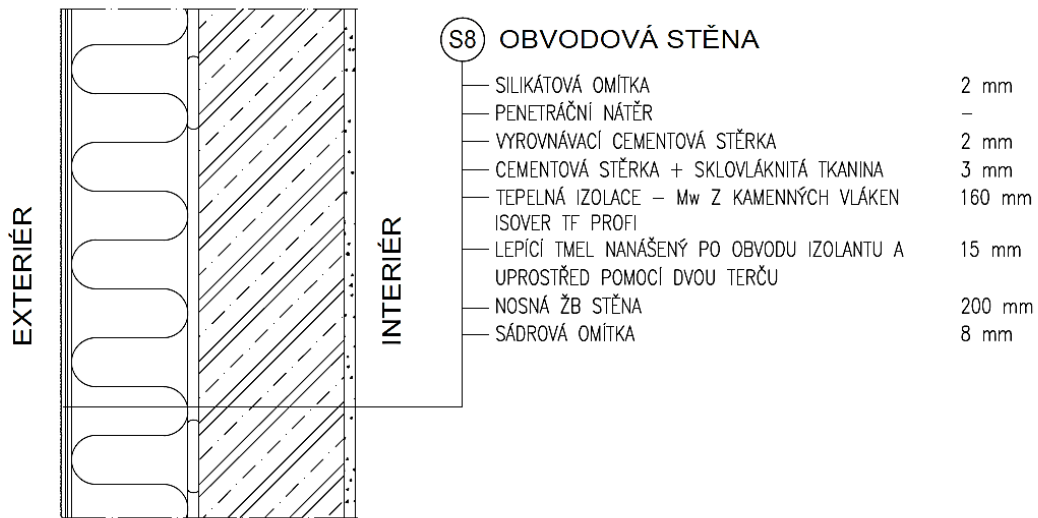 S8 OBVODOVÁ STĚNA
SILIKÁTOVÁ OMÍTKA 2 mm
PENETRÁČNÍ NÁTĚR –
VYROVNÁVACÍ CEMENTOVÁ STĚRKA 2 mm
CEMENTOVÁ STĚRKA + SKLOVLÁKNITÁ TKANINA 3 mm
TEPELNÁ IZOLACE – Mw Z KAMENNÝCH VLÁKEN 160 mm
ISOVER TF PROFI
LEPÍCÍ TMEL NANÁŠENÝ PO OBVODU IZOLANTU A 15 mm
UPROSTŘED POMOCÍ DVOU TERČU
NOSNÁ ŽB STĚNA 200 mm
SÁDROVÁ OMÍTKA 8 mm
EXTERIÉR
INTERIÉR